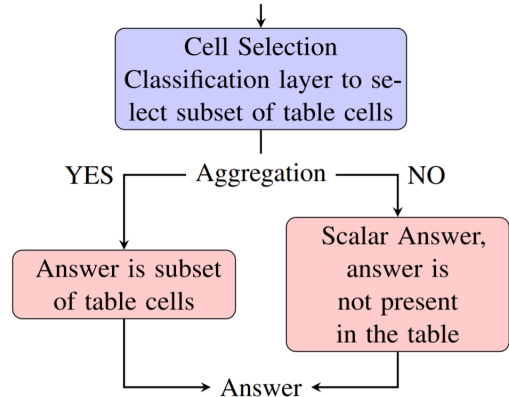 Cell Selection
Classification layer to se-
lect subset of table cells
YES
Aggregation
NO
Answer is subset
of table cells
Scalar Answer,
answer is
not present
in the table
Answer